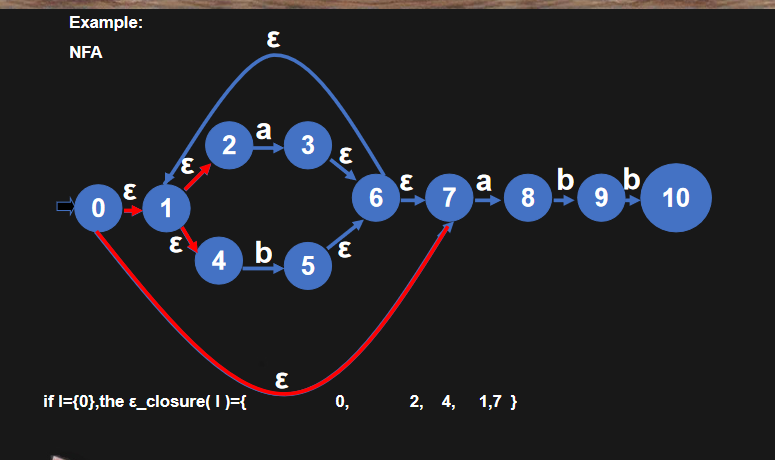 Example:
NFA
ε
2 a 3
ε ε
0 ε 1 6 ε 7 a 8 b 9 b 10
ε 4 b 5 ε
ε
if I={0},the ε_closure( I )={ 0, 2, 4, 1,7 }